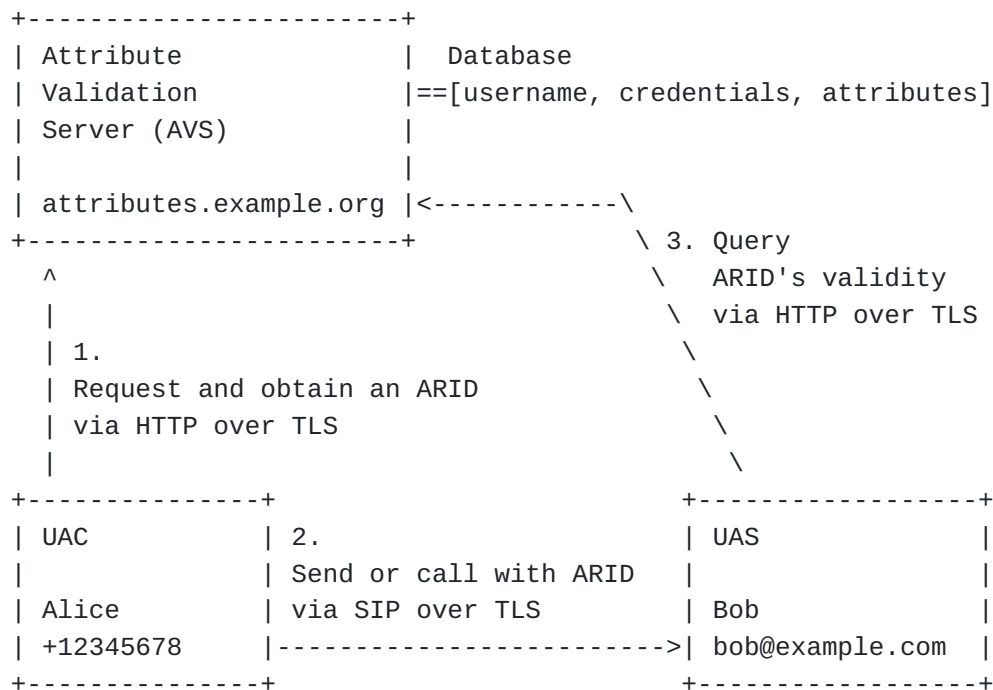 +------------------------+
| Attribute              |  Database
| Validation             |==[username, credentials, attributes]
| Server (AVS)           |
|                        |
| attributes.example.org |<------------\
+------------------------+              \ 3. Query
  ^                                      \   ARID's validity
  |                                       \  via HTTP over TLS
  | 1.                                     \
  | Request and obtain an ARID              \
  | via HTTP over TLS                        \
  |                                           \
+---------------+                          +------------------+
| UAC           | 2.                       | UAS              |
|               | Send or call with ARID   |                  |
| Alice         | via SIP over TLS         | Bob              |
| +12345678     |------------------------->| bob@example.com  |
+---------------+                          +------------------+